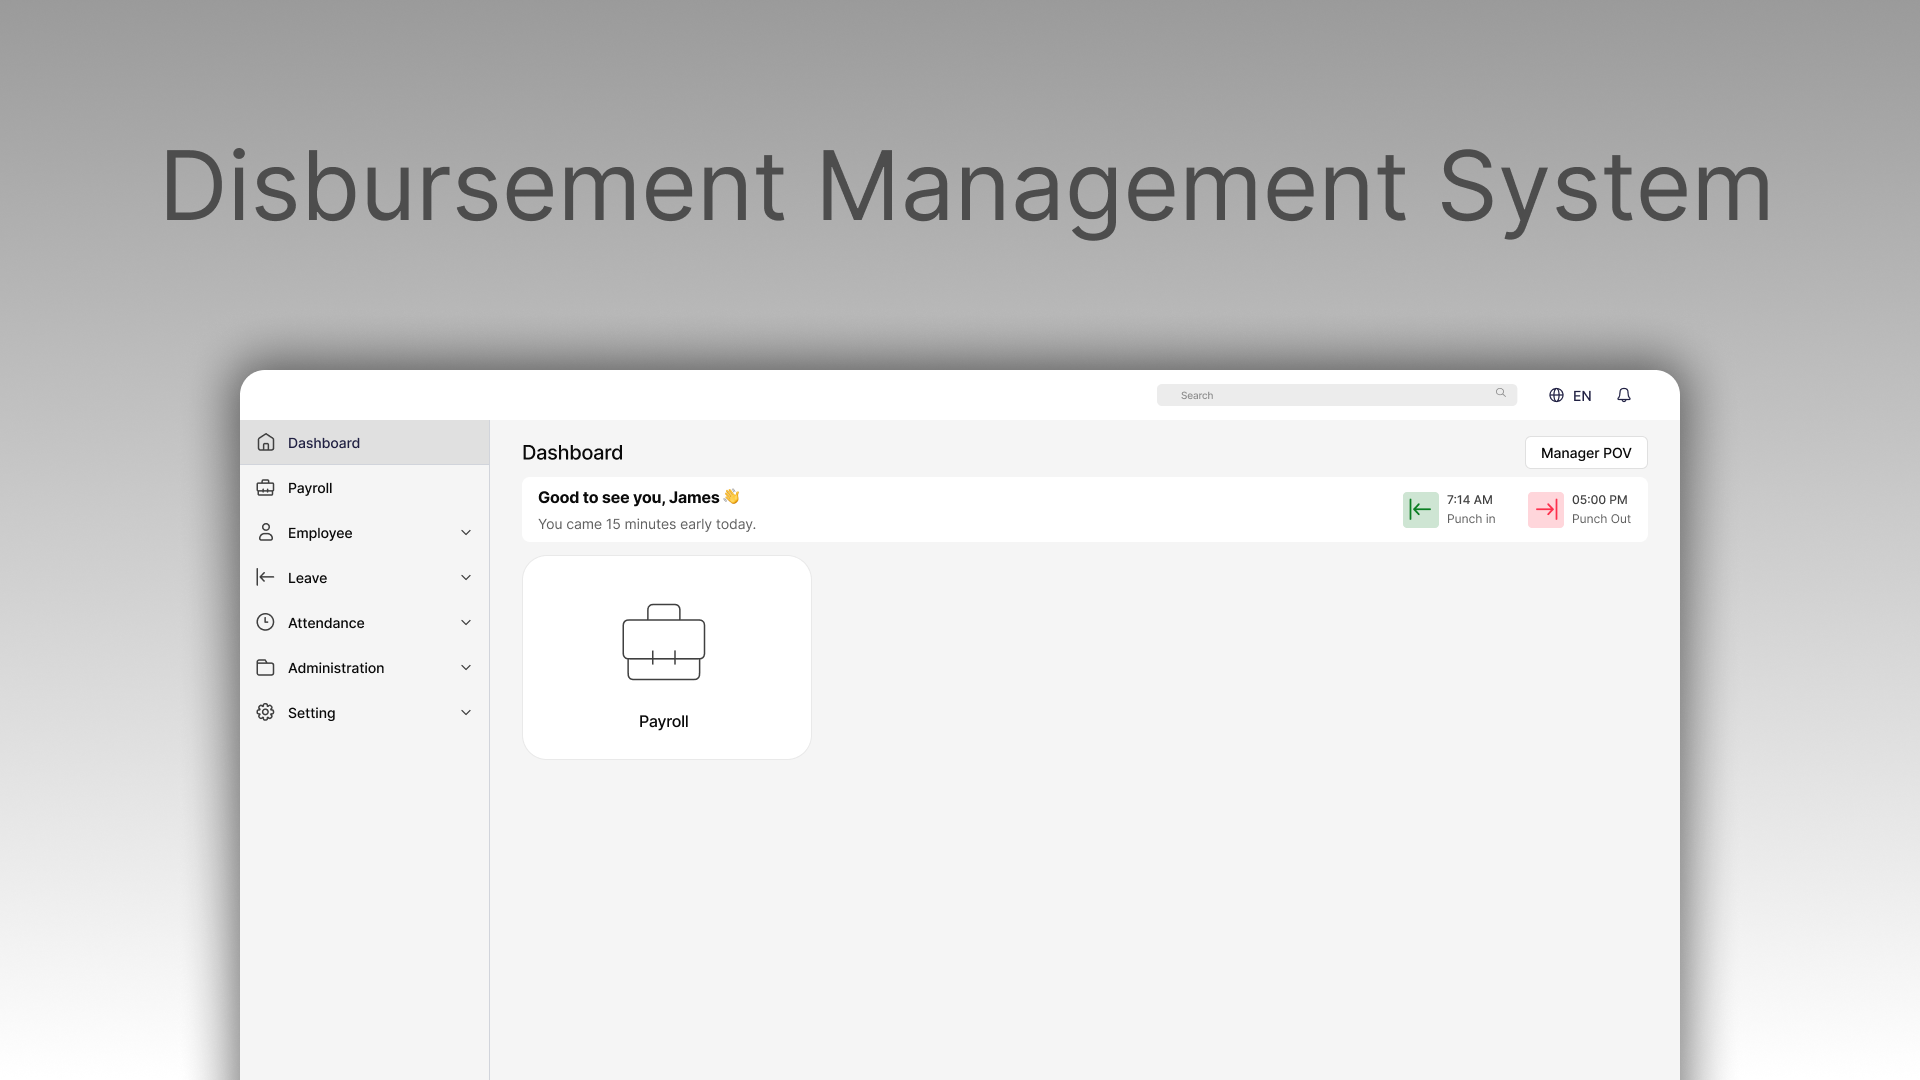 Disbursement Management System
Search
EN
Dashboard
Payroll
Employee
Leave
Attendance
Administration
Setting
Dashboard
Manager POV
Good to see you, James 👋
You came 15 minutes early today.
7:14 AM
Punch in
05:00 PM
Punch Out
Payroll